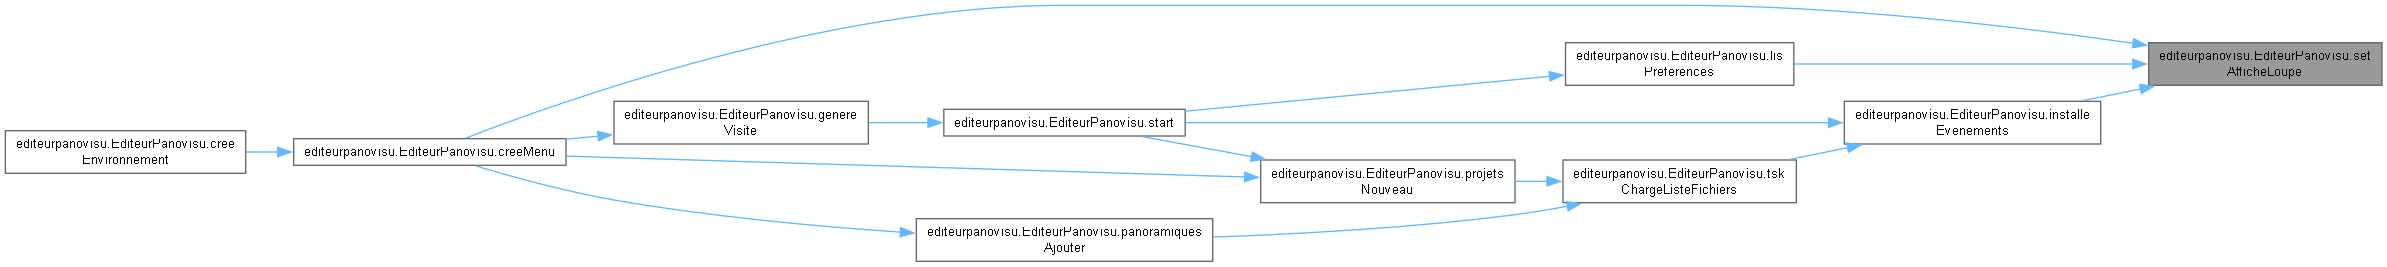 editeurpanovisu.EditeurPanovisu.cree
Environnement
editeurpanovisu.EditeurPanovisu.creeMenu
editeurpanovisu.EditeurPanovisu.genere
Visite
editeurpanovisu.EditeurPanovisu.panoramiques
Ajouter
editeurpanovisu.EditeurPanovisu.start
editeurpanovisu.EditeurPanovisu.projets
Nouveau
editeurpanovisu.EditeurPanovisu.lis
Preferences
editeurpanovisu.EditeurPanovisu.tsk
ChargeListeFichiers
editeurpanovisu.EditeurPanovisu.installe
Evenements
editeurpanovisu.EditeurPanovisu.set
AfficheLoupe